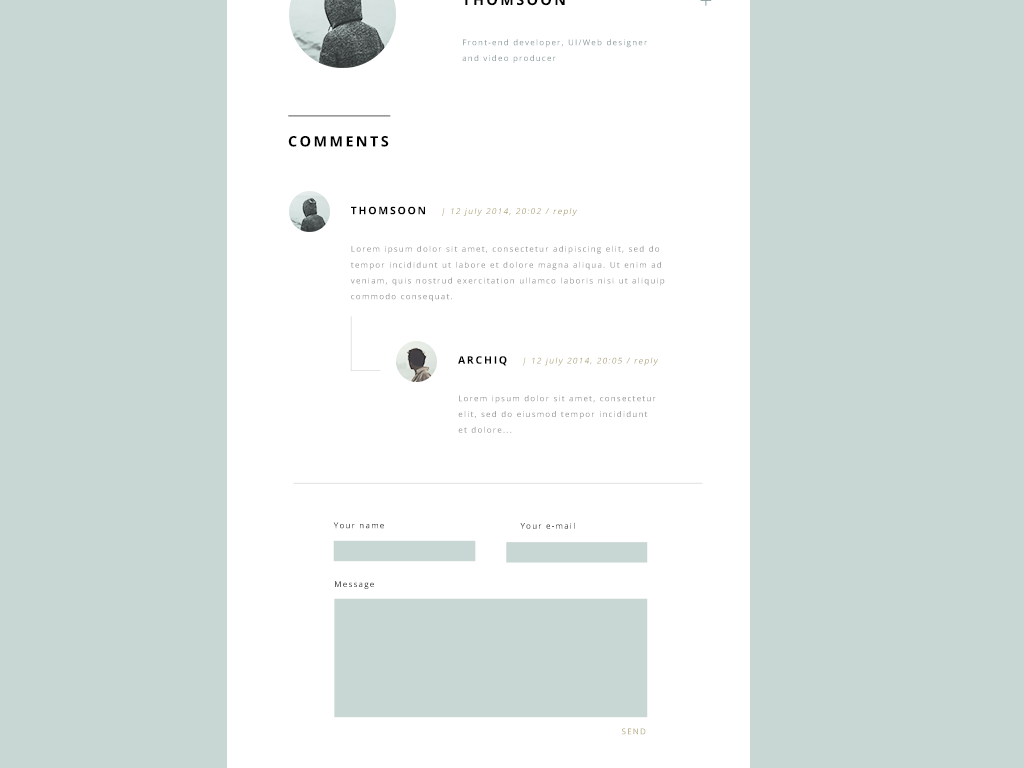 THOMSOON
Front-end developer, UI/Web designer
and video producer
COMMENTS
THOMSOON | 12 july 2014, 20:02 / reply
Lorem ipsum dolor sit amet, consectetur adipiscing elit, sed do
tempor incididunt ut labore et dolore magna aliqua. Ut enim ad
veniam, quis nostrud exercitation ullamco laboris nisi ut aliquip
commodo consequat.
ARCHIQ | 12 july 2014, 20:05 / reply
Lorem ipsum dolor sit amet, consectetur
elit, sed do eiusmod tempor incididunt
et dolore...
Your name
Your e-mail
Message
SEND